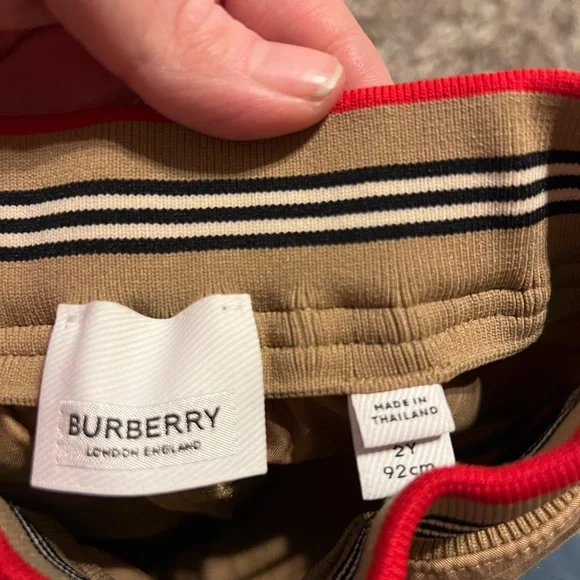 BURBERRY
LONDON ENGLAND
MADE IN
THAILAND
2Y
92cm